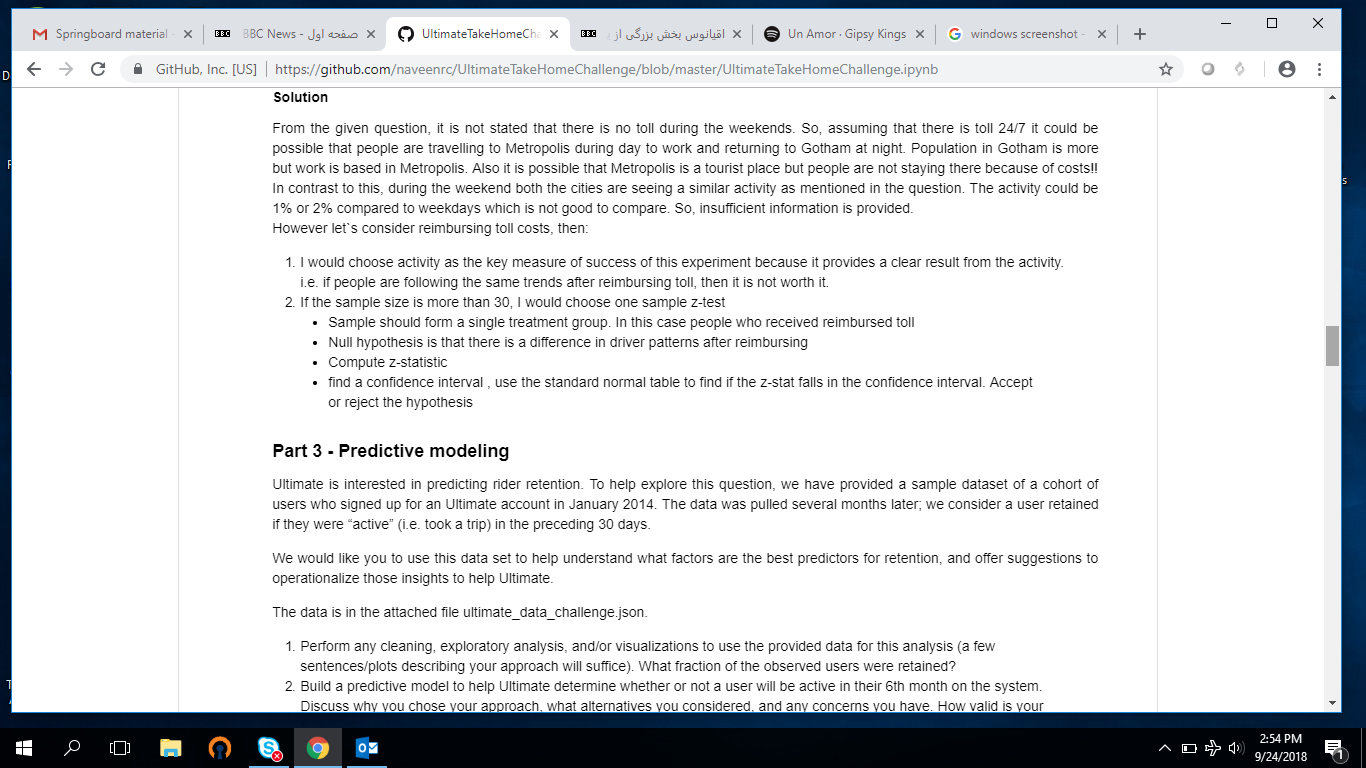 Springboard material
BBC News - صفحه اول
UltimateTakeHomeCha
اقیانوس بخش بزرگی از
Un Amor · Gipsy Kings
windows screenshot -
GitHub, Inc. [US] | https://github.com/naveenrc/UltimateTakeHomeChallenge/blob/master/UltimateTakeHomeChallenge.ipynb
Solution
From the given question, it is not stated that there is no toll during the weekends. So, assuming that there is toll 24/7 it could be
possible that people are travelling to Metropolis during day to work and returning to Gotham at night. Population in Gotham is more
but work is based in Metropolis. Also it is possible that Metropolis is a tourist place but people are not staying there because of costs!!
In contrast to this, during the weekend both the cities are seeing a similar activity as mentioned in the question. The activity could be
1% or 2% compared to weekdays which is not good to compare. So, insufficient information is provided.
However let`s consider reimbursing toll costs, then:
1. I would choose activity as the key measure of success of this experiment because it provides a clear result from the activity.
i.e. if people are following the same trends after reimbursing toll, then it is not worth it.
2. If the sample size is more than 30, I would choose one sample z-test
• Sample should form a single treatment group. In this case people who received reimbursed toll
• Null hypothesis is that there is a difference in driver patterns after reimbursing
• Compute z-statistic
• find a confidence interval , use the standard normal table to find if the z-stat falls in the confidence interval. Accept
or reject the hypothesis
Part 3 - Predictive modeling
Ultimate is interested in predicting rider retention. To help explore this question, we have provided a sample dataset of a cohort of
users who signed up for an Ultimate account in January 2014. The data was pulled several months later; we consider a user retained
if they were “active” (i.e. took a trip) in the preceding 30 days.
We would like you to use this data set to help understand what factors are the best predictors for retention, and offer suggestions to
operationalize those insights to help Ultimate.
The data is in the attached file ultimate_data_challenge.json.
1. Perform any cleaning, exploratory analysis, and/or visualizations to use the provided data for this analysis (a few
sentences/plots describing your approach will suffice). What fraction of the observed users were retained?
2. Build a predictive model to help Ultimate determine whether or not a user will be active in their 6th month on the system.
Discuss why you chose your approach, what alternatives you considered, and any concerns you have. How valid is your
2:54 PM
9/24/2018